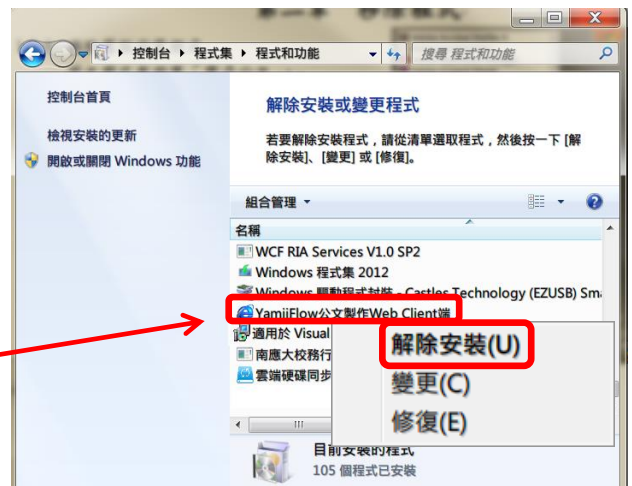 控制台 ▸ 程式集 ▸ 程式和功能
搜尋 程式和功能
控制台首頁
檢視安裝的更新
開啟或關閉 Windows 功能
解除安裝或變更程式
若要解除安裝程式，請從清單選取程式，然後按一下 [解
除安裝]、[變更] 或 [修復]。
組合管理
名稱
WCF RIA Services V1.0 SP2
Windows 程式集 2012
Windows 驅動程式封裝 - Castles Technology (EZUSB) Sm
YamiiFlow公文製作Web Client端
適用於 Visual
南應大校務行
雲端硬碟同步
解除安裝(U)
變更(C)
修復(E)
目前安裝的程式
105 個程式已安裝